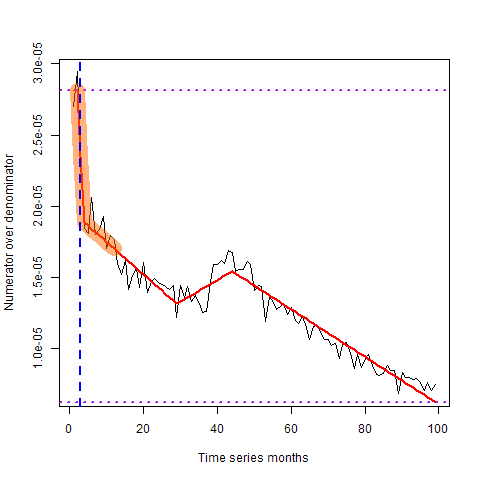 3.0e-05
2.5e-05
2.0e-05
1.5e-05
1.0e-05
Numerator over denominator
0 20 40 60 80 100
Time series months